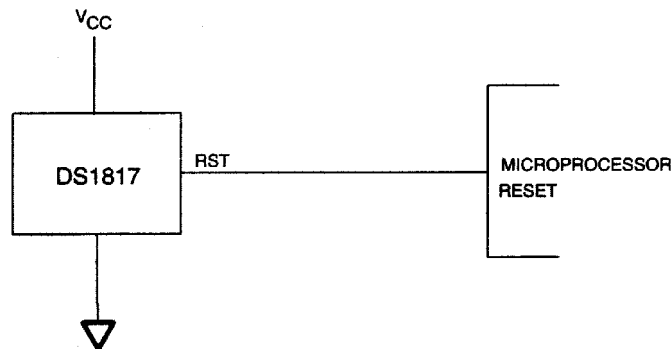 VCC
DS1817
RST
MICROPROCESSOR
RESET